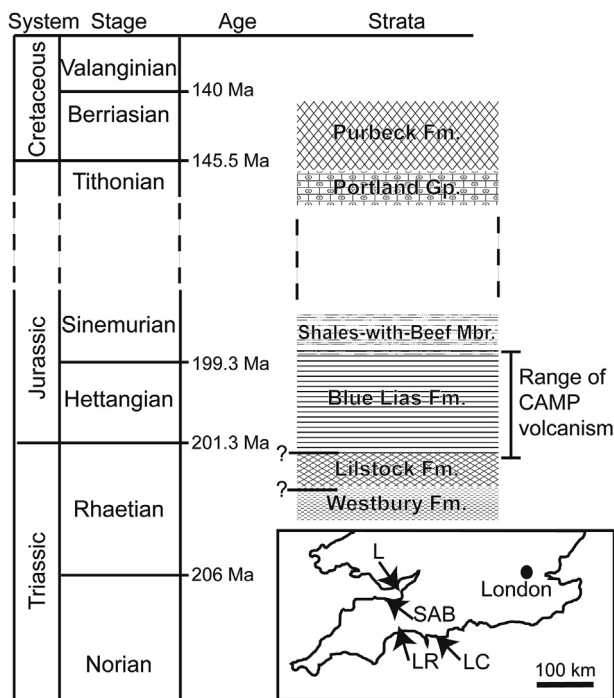 System Stage Age Strata
Cretaceous
Valanginian
140 Ma
Berriasian
Purbeck Fm.
145.5 Ma
Tithonian
Portland Gp.
Jurassic
Sinemurian
Shales-with-Beef Mbr.
199.3 Ma
Hettangian
Blue Lias Fm.
Range of
CAMP
volcanism
201.3 Ma
?
Lilstock Fm.
?
Westbury Fm.
Triassic
Rhaetian
206 Ma
Norian
L
London
SAB
LR
LC
100 km